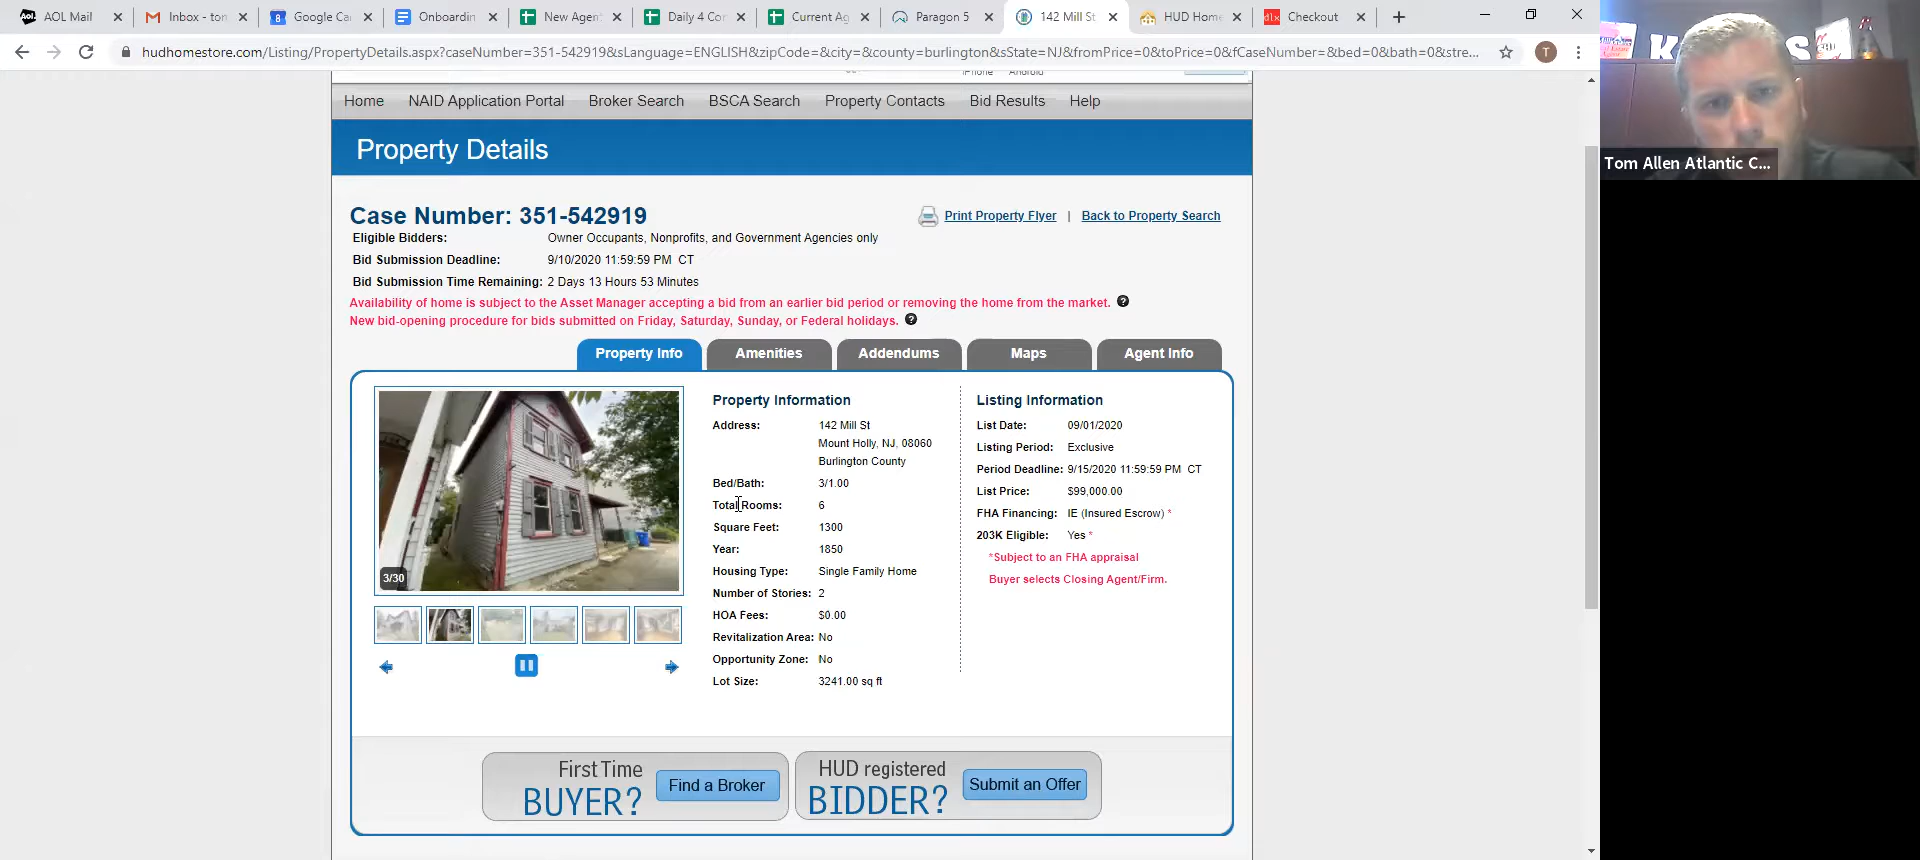 AOL Mail
Inbox - ton
Google Ca
Onboardin
New Agen
Daily 4 Cor
Current Ag
Paragon 5
142 Mill St
HUD Home
Checkout
hudhomestore.com/Listing/PropertyDetails.aspx?caseNumber=351-542919&sLanguage=ENGLISH&zipCode=&city=&county=burlington&sState=NJ&fromPrice=0&toPrice=0&fCaseNumber=&bed=0&bath=0&stre...
T
iPhone Android
Home NAID Application Portal Broker Search BSCA Search Property Contacts Bid Results Help
Property Details
Case Number: 351-542919
Print Property Flyer | Back to Property Search
Eligible Bidders: Owner Occupants, Nonprofits, and Government Agencies only
Bid Submission Deadline: 9/10/2020 11:59:59 PM CT
Bid Submission Time Remaining: 2 Days 13 Hours 53 Minutes
Availability of home is subject to the Asset Manager accepting a bid from an earlier bid period or removing the home from the market. ?
New bid-opening procedure for bids submitted on Friday, Saturday, Sunday, or Federal holidays. ?
Property Info Amenities Addendums Maps Agent Info
3/30
Property Information
Address: 142 Mill St
Mount Holly, NJ, 08060
Burlington County
Bed/Bath: 3/1.00
Total Rooms: 6
Square Feet: 1300
Year: 1850
Housing Type: Single Family Home
Number of Stories: 2
HOA Fees: $0.00
Revitalization Area: No
Opportunity Zone: No
Lot Size: 3241.00 sq ft
Listing Information
List Date: 09/01/2020
Listing Period: Exclusive
Period Deadline: 9/15/2020 11:59:59 PM CT
List Price: $99,000.00
FHA Financing: IE (Insured Escrow) *
203K Eligible: Yes *
*Subject to an FHA appraisal
Buyer selects Closing Agent/Firm.
First Time
BUYER?
Find a Broker
HUD registered
BIDDER?
Submit an Offer
Tom Allen Atlantic C...